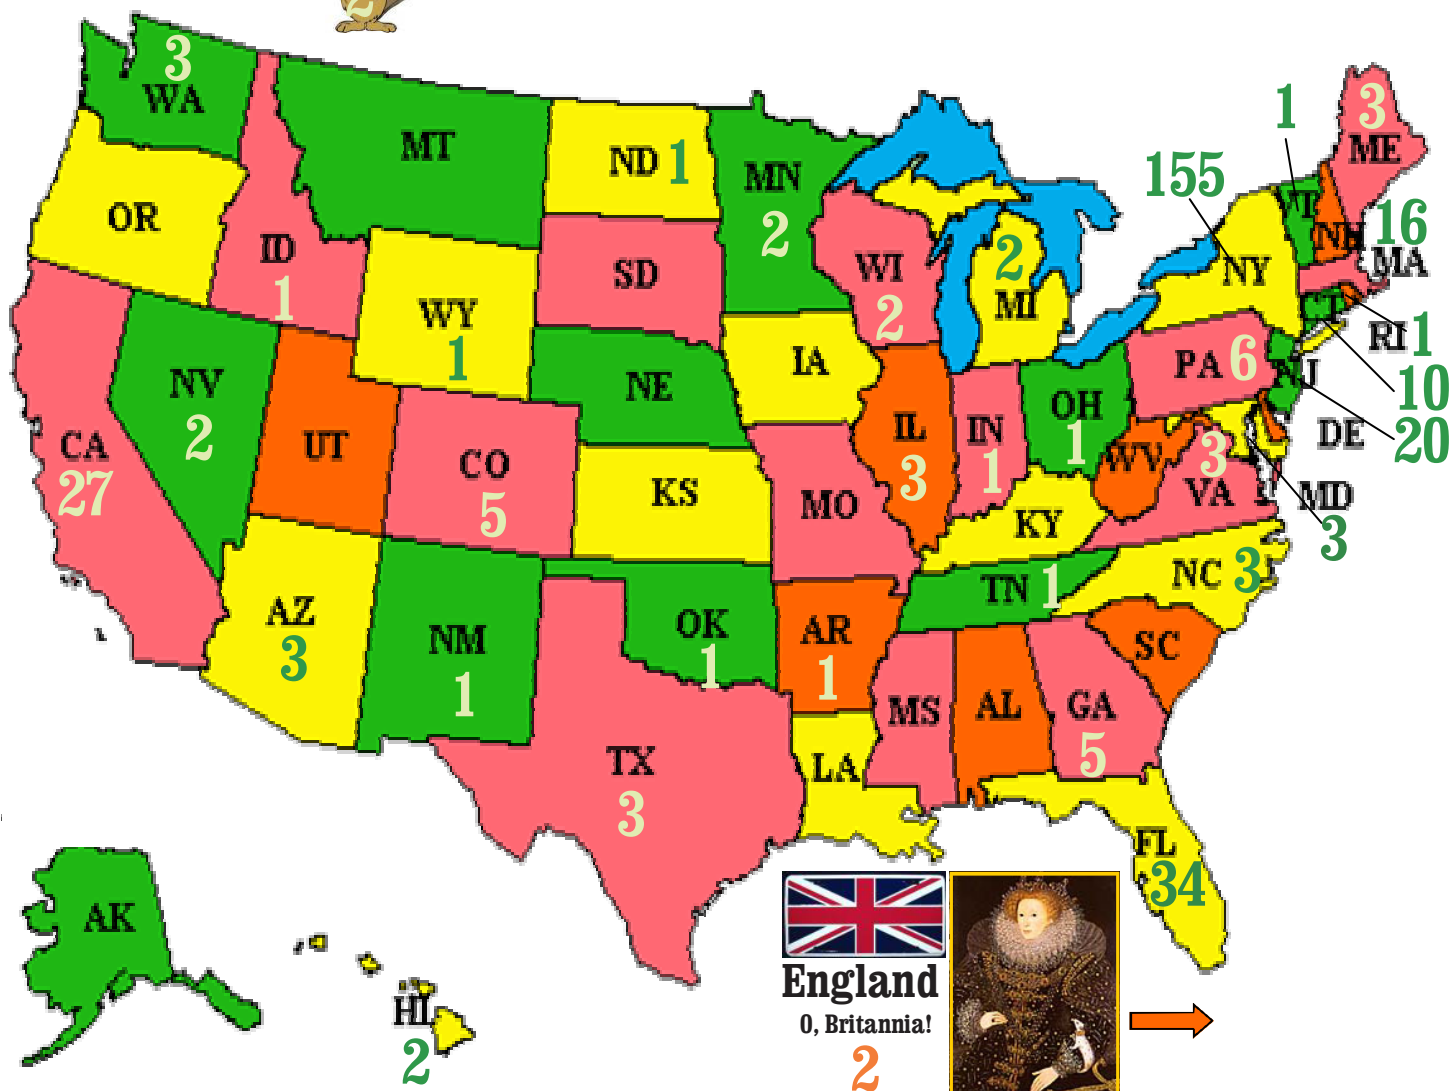 2
3
WA
MT
ND 1
MN
2
1
3
ME
155
VT
NH
16
MA
OR
ID
1
SD
WI
2
2
MI
NY
WY
1
RI 1
10
NV
2
NE
IA
PA 6
NJ
20
DE
CA
27
UT
CO
5
KS
MO
IL
3
IN
1
OH
1
WV
3
VA
MD
3
KY
NC 3
TN 1
AZ
3
NM
1
OK
1
AR
1
SC
MS
AL
GA
5
TX
3
LA
FL
34
AK
HI
2
England
O, Britannia!
2